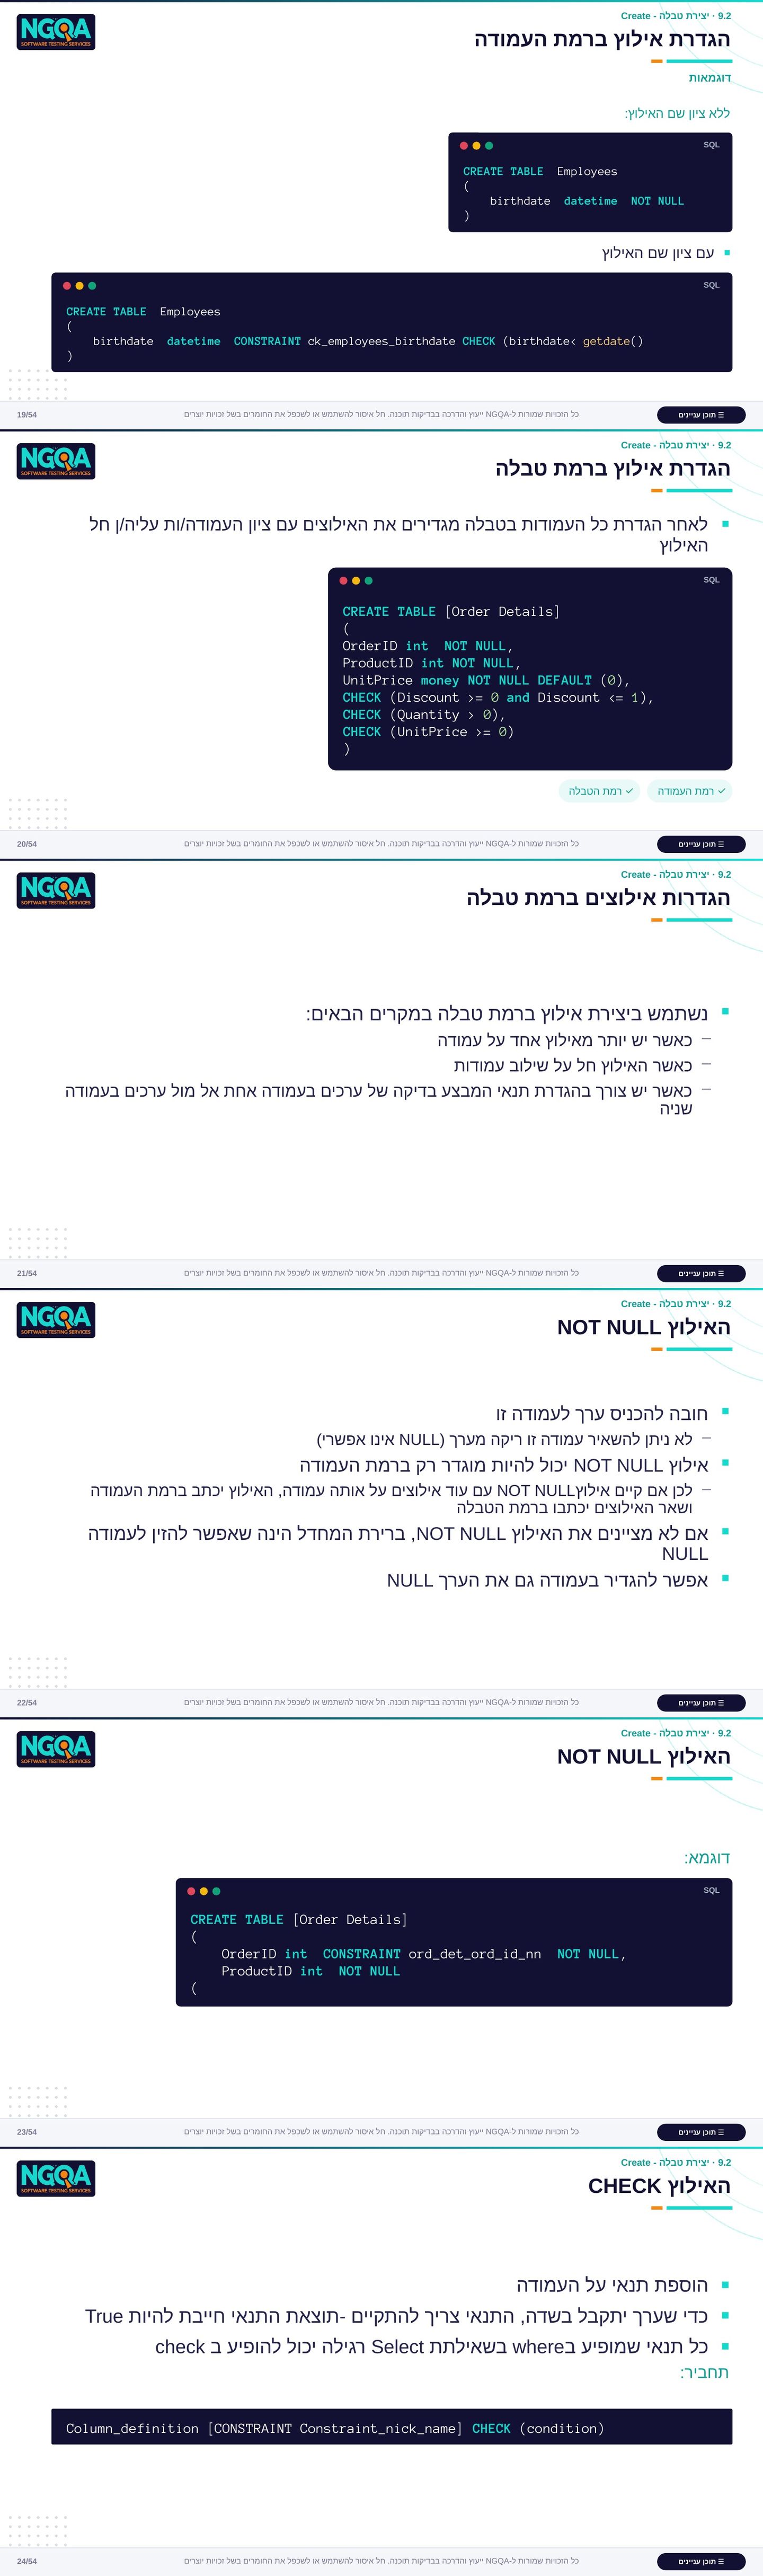 9.2 · יצירת טבלה - Create
NGQA
SOFTWARE TESTING SERVICES
הגדרת אילוץ ברמת העמודה
דוגמאות
ללא ציון שם האילוץ:
SQL
CREATE TABLE  Employees
(
    birthdate  datetime  NOT NULL
)
עם ציון שם האילוץ
SQL
CREATE TABLE  Employees
(
    birthdate  datetime  CONSTRAINT ck_employees_birthdate CHECK (birthdate< getdate()
)
☰ תוכן עניינים
כל הזכויות שמורות ל-NGQA ייעוץ והדרכה בבדיקות תוכנה. חל איסור להשתמש או לשכפל את החומרים בשל זכויות יוצרים
19/54
9.2 · יצירת טבלה - Create
NGQA
SOFTWARE TESTING SERVICES
הגדרת אילוץ ברמת טבלה
לאחר הגדרת כל העמודות בטבלה מגדירים את האילוצים עם ציון העמודה/ות עליה/ן חל
האילוץ
SQL
CREATE TABLE [Order Details]
(
OrderID int  NOT NULL,
ProductID int NOT NULL,
UnitPrice money NOT NULL DEFAULT (0),
CHECK (Discount >= 0 and Discount <= 1),
CHECK (Quantity > 0),
CHECK (UnitPrice >= 0)
)
✓ רמת העמודה
✓ רמת הטבלה
☰ תוכן עניינים
כל הזכויות שמורות ל-NGQA ייעוץ והדרכה בבדיקות תוכנה. חל איסור להשתמש או לשכפל את החומרים בשל זכויות יוצרים
20/54
9.2 · יצירת טבלה - Create
NGQA
SOFTWARE TESTING SERVICES
הגדרות אילוצים ברמת טבלה
נשתמש ביצירת אילוץ ברמת טבלה במקרים הבאים:
– כאשר יש יותר מאילוץ אחד על עמודה
– כאשר האילוץ חל על שילוב עמודות
– כאשר יש צורך בהגדרת תנאי המבצע בדיקה של ערכים בעמודה אחת אל מול ערכים בעמודה
שניה
☰ תוכן עניינים
כל הזכויות שמורות ל-NGQA ייעוץ והדרכה בבדיקות תוכנה. חל איסור להשתמש או לשכפל את החומרים בשל זכויות יוצרים
21/54
9.2 · יצירת טבלה - Create
NGQA
SOFTWARE TESTING SERVICES
האילוץ NOT NULL
חובה להכניס ערך לעמודה זו
– לא ניתן להשאיר עמודה זו ריקה מערך (NULL אינו אפשרי)
אילוץ NOT NULL יכול להיות מוגדר רק ברמת העמודה
– לכן אם קיים אילוץNOT NULL עם עוד אילוצים על אותה עמודה, האילוץ יכתב ברמת העמודה
ושאר האילוצים יכתבו ברמת הטבלה
אם לא מציינים את האילוץ NOT NULL, ברירת המחדל הינה שאפשר להזין לעמודה
NULL
אפשר להגדיר בעמודה גם את הערך NULL
☰ תוכן עניינים
כל הזכויות שמורות ל-NGQA ייעוץ והדרכה בבדיקות תוכנה. חל איסור להשתמש או לשכפל את החומרים בשל זכויות יוצרים
22/54
9.2 · יצירת טבלה - Create
NGQA
SOFTWARE TESTING SERVICES
האילוץ NOT NULL
דוגמא:
SQL
CREATE TABLE [Order Details]
(
    OrderID int  CONSTRAINT ord_det_ord_id_nn  NOT NULL,
    ProductID int  NOT NULL
(
☰ תוכן עניינים
כל הזכויות שמורות ל-NGQA ייעוץ והדרכה בבדיקות תוכנה. חל איסור להשתמש או לשכפל את החומרים בשל זכויות יוצרים
23/54
9.2 · יצירת טבלה - Create
NGQA
SOFTWARE TESTING SERVICES
האילוץ CHECK
הוספת תנאי על העמודה
כדי שערך יתקבל בשדה, התנאי צריך להתקיים -תוצאת התנאי חייבת להיות True
כל תנאי שמופיע בwhere בשאילתת Select רגילה יכול להופיע ב check
תחביר:
Column_definition [CONSTRAINT Constraint_nick_name] CHECK (condition)
☰ תוכן עניינים
כל הזכויות שמורות ל-NGQA ייעוץ והדרכה בבדיקות תוכנה. חל איסור להשתמש או לשכפל את החומרים בשל זכויות יוצרים
24/54